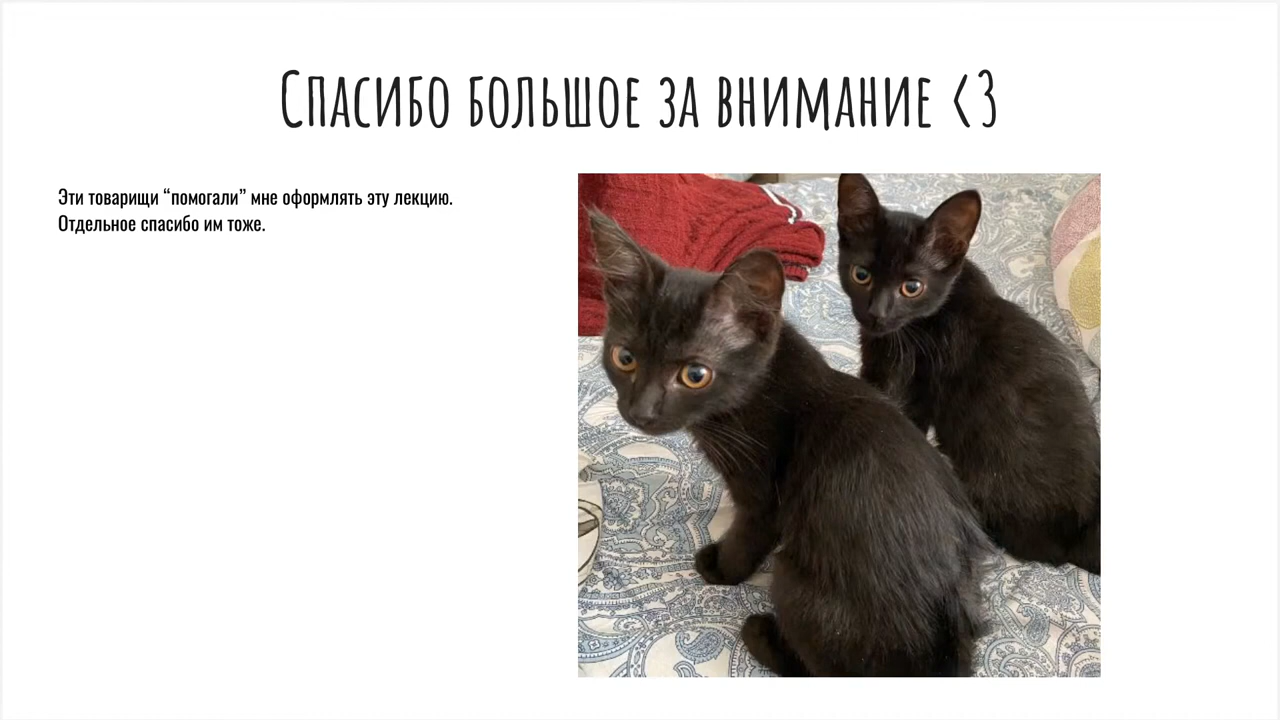 Спасибо большое за внимание <3
Эти товарищи “помогали” мне оформлять эту лекцию.
Отдельное спасибо им тоже.